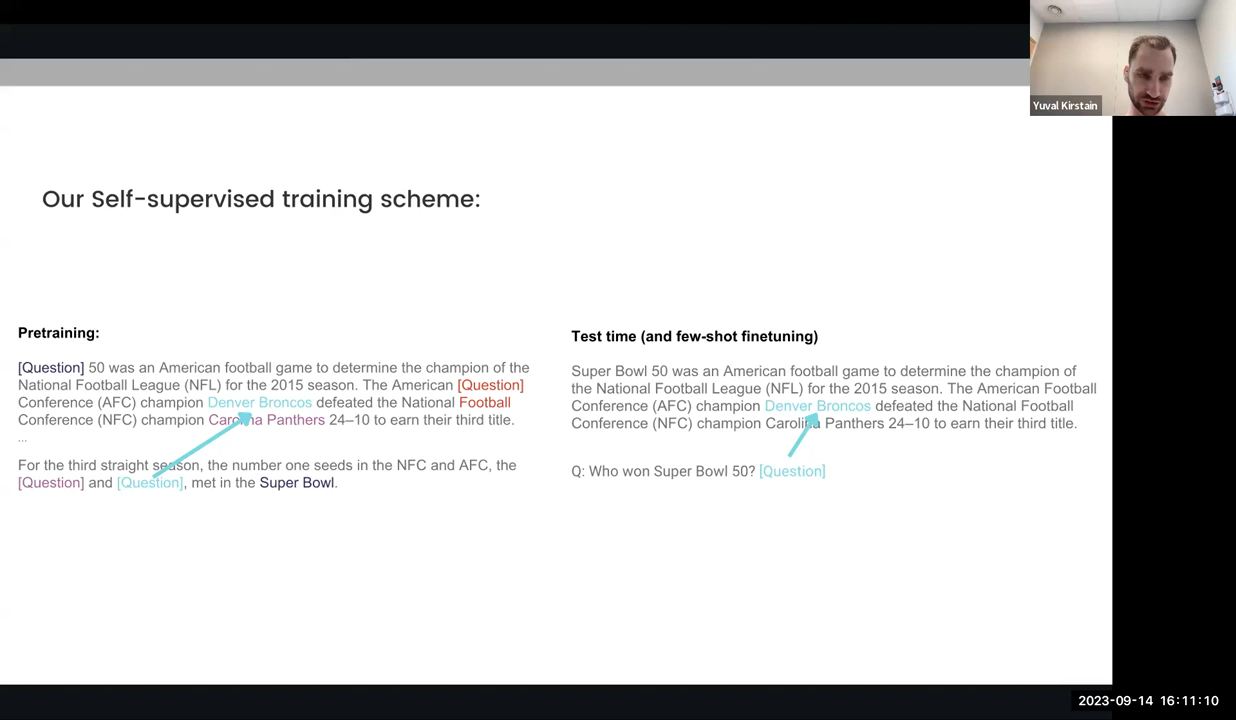 Yuval Kirstain
Our Self-supervised training scheme:
Pretraining:
[Question] 50 was an American football game to determine the champion of the
National Football League (NFL) for the 2015 season. The American [Question]
Conference (AFC) champion Denver Broncos defeated the National Football
Conference (NFC) champion Carolina Panthers 24–10 to earn their third title.
...
For the third straight season, the number one seeds in the NFC and AFC, the
[Question] and [Question], met in the Super Bowl.
Test time (and few-shot finetuning)
Super Bowl 50 was an American football game to determine the champion of
the National Football League (NFL) for the 2015 season. The American Football
Conference (AFC) champion Denver Broncos defeated the National Football
Conference (NFC) champion Carolina Panthers 24–10 to earn their third title.
Q: Who won Super Bowl 50? [Question]
2023-09-14 16:11:10